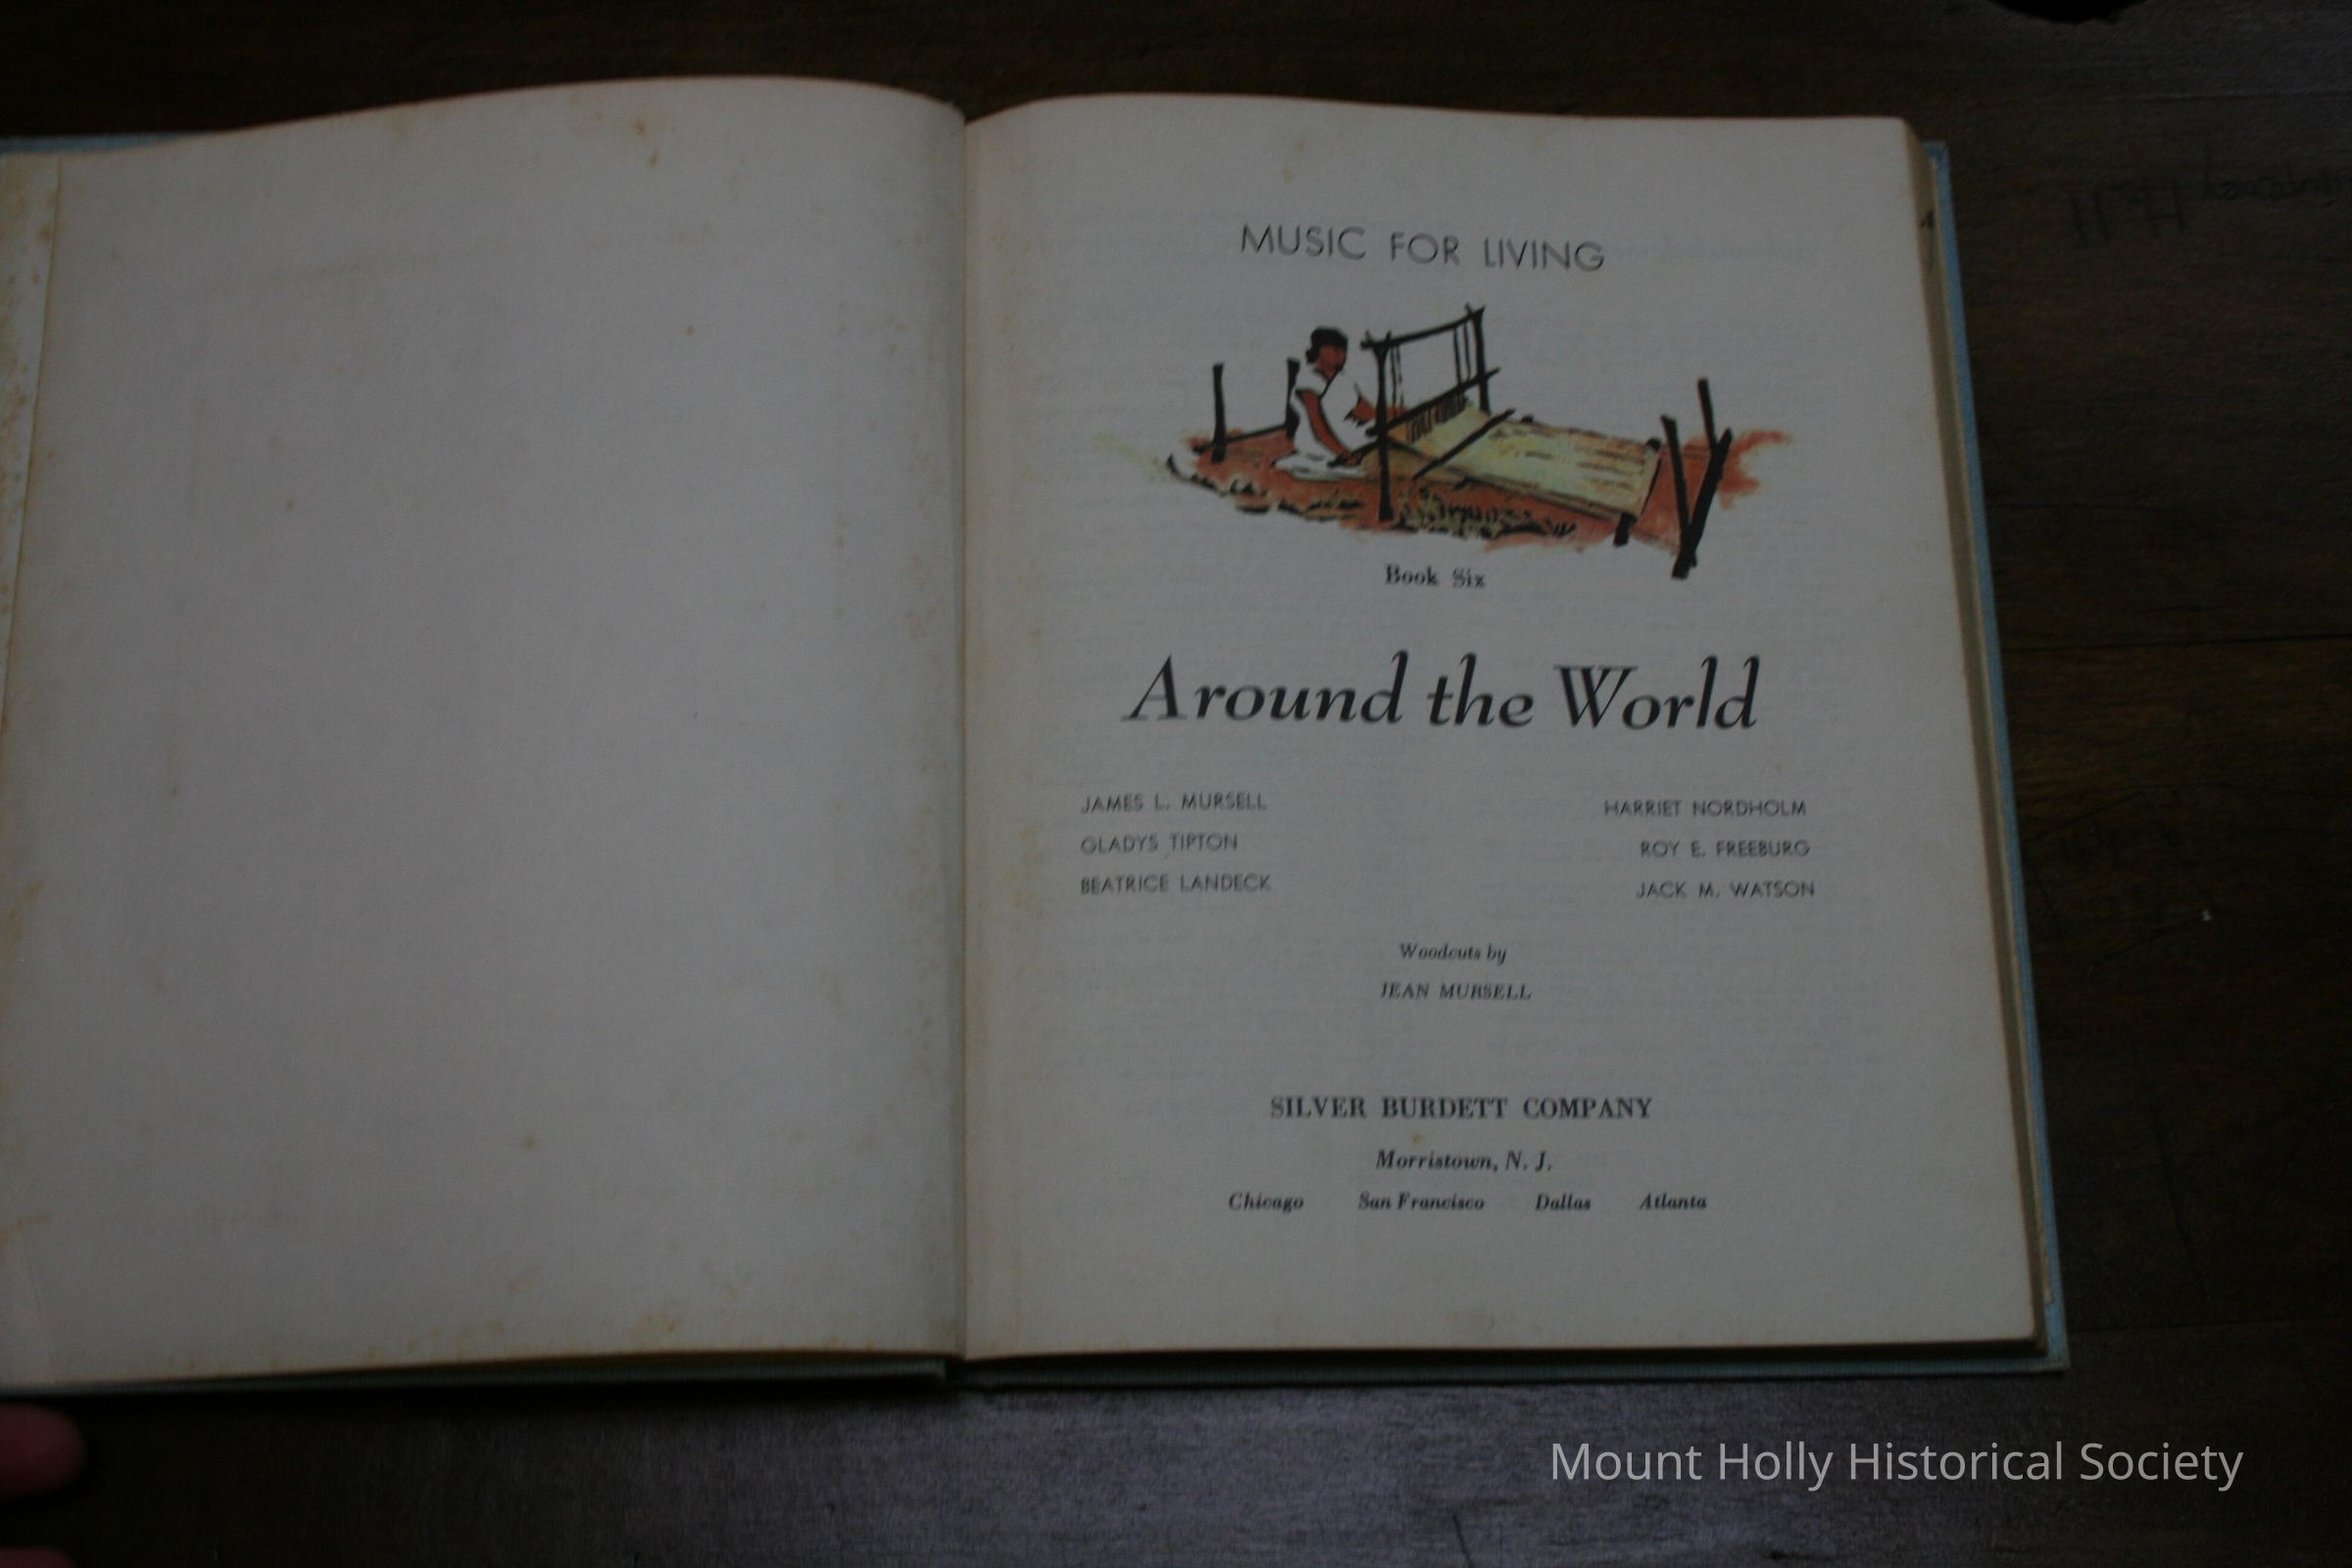 MUSIC FOR LIVING
Book Six
Around the World
JAMES L. MURSELL
GLADYS TIPTON
BEATRICE LANDECK
HARRIET NORDHOLM
ROY E. FREEBURG
JACK M. WATSON
Woodcuts by
JEAN MURSELL
SILVER BURDETT COMPANY
Morristown, N. J.
Chicago San Francisco Dallas Atlanta
Mount Holly Historical Society